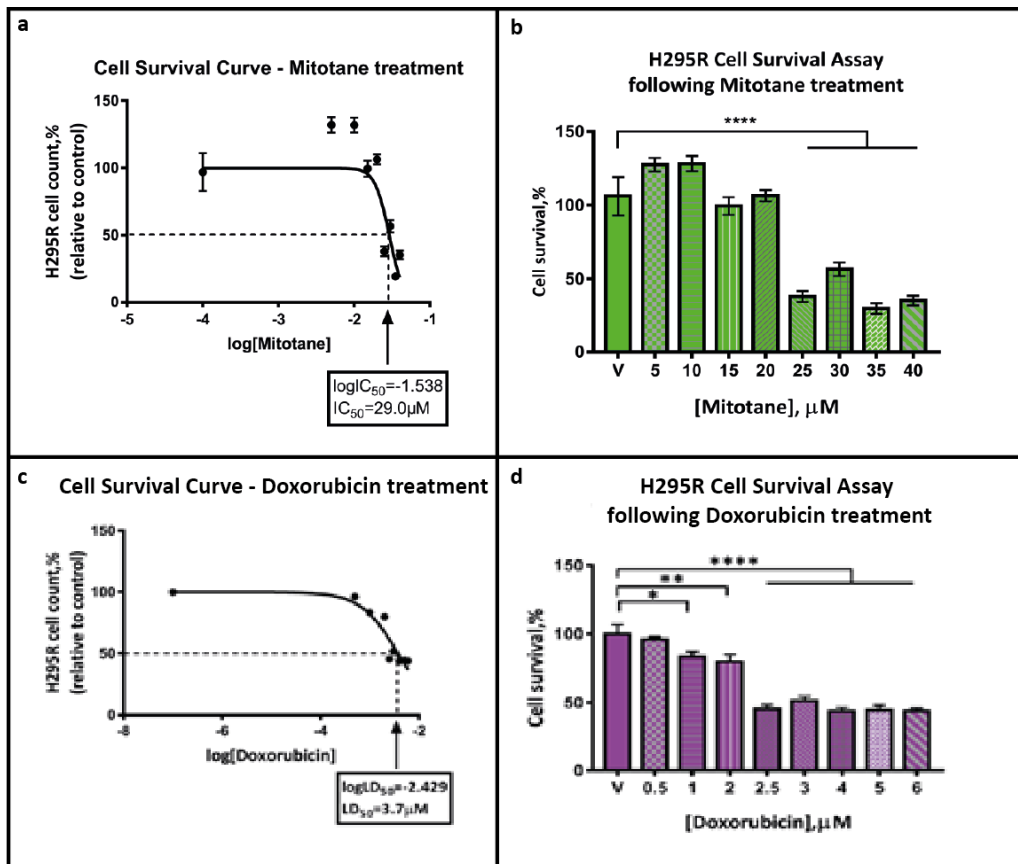 a
Cell Survival Curve - Mitotane treatment
H295R cell count,%
(relative to control)
150
100
50
0
-5
-4
-3
-2
-1
log[Mitotane]
logIC50=-1.538
IC50=29.0µM
b
H295R Cell Survival Assay
following Mitotane treatment
Cell survival,%
150
100
50
0
****
V 5 10 15 20 25 30 35 40
[Mitotane], µM
c
Cell Survival Curve - Doxorubicin treatment
H295R cell count,%
(relative to control)
150
100
50
0
-8
-6
-4
-2
log[Doxorubicin]
logLD50=-2.429
LD50=3.7µM
d
H295R Cell Survival Assay
following Doxorubicin treatment
Cell survival,%
150
100
50
0
****
**
*
V 0.5 1 2 2.5 3 4 5 6
[Doxorubicin],µM